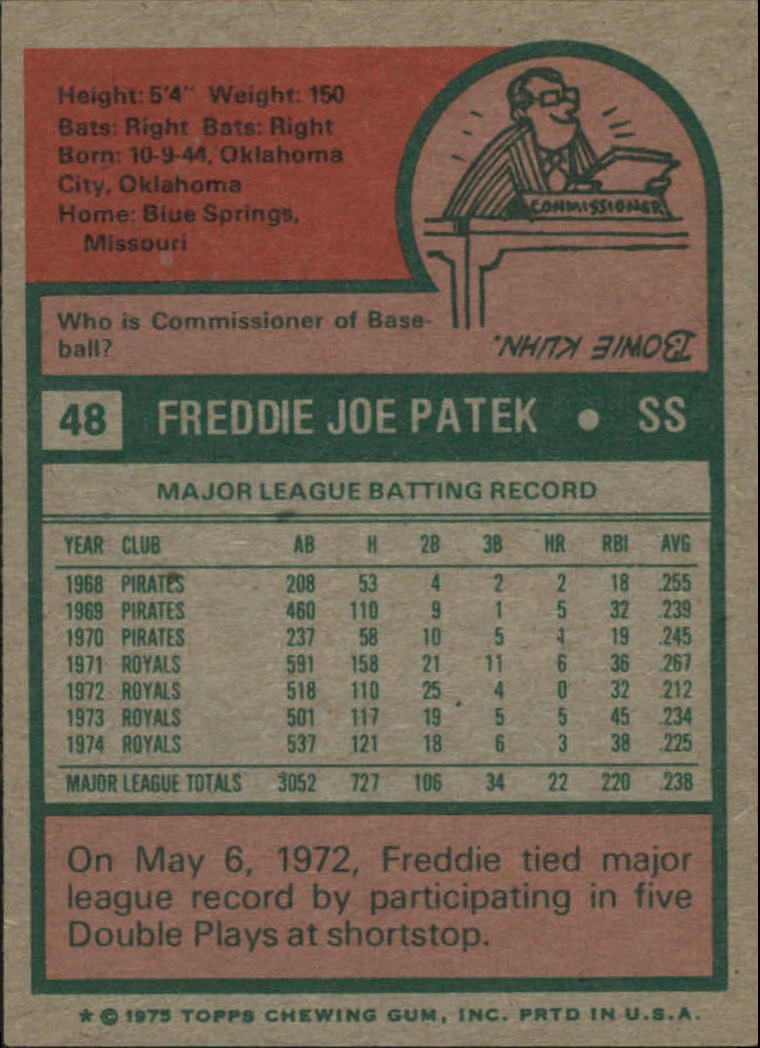 Height: 5'4" Weight: 150
Bats: Right Bats: Right
Born: 10-9-44, Oklahoma
City, Oklahoma
Home: Blue Springs,
Missouri
COMMISSIONER
Who is Commissioner of Base-
ball?
BOWIE KUHN.
48 FREDDIE JOE PATEK • SS
MAJOR LEAGUE BATTING RECORD
YEAR CLUB AB H 2B 3B HR RBI AVG
1968 PIRATES 208 53 4 2 2 18 .255
1969 PIRATES 460 110 9 1 5 32 .239
1970 PIRATES 237 58 10 5 1 19 .245
1971 ROYALS 591 158 21 11 6 36 .267
1972 ROYALS 518 110 25 4 0 32 .212
1973 ROYALS 501 117 19 5 5 45 .234
1974 ROYALS 537 121 18 6 3 38 .225
MAJOR LEAGUE TOTALS 3052 727 106 34 22 220 .238
On May 6, 1972, Freddie tied major
league record by participating in five
Double Plays at shortstop.
* © 1975 TOPPS CHEWING GUM, INC. PRTD IN U.S.A.